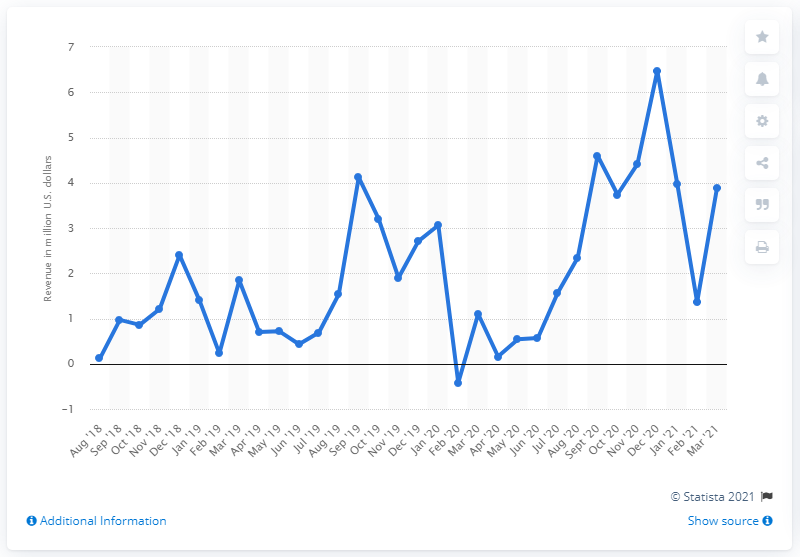 7
6
5
4
3
2
1
0
-1
Revenue in million U.S. dollars
Aug '18
Sep '18
Oct '18
Nov '18
Dec '18
Jan '19
Feb '19
Mar '19
Apr '19
May '19
Jun '19
Jul '19
Aug '19
Sep '19
Oct '19
Nov '19
Dec '19
Jan '20
Feb '20
Mar '20
Apr '20
May '20
Jun '20
Jul '20
Aug '20
Sept '20
Oct '20
Nov '20
Dec '20
Jan '21
Feb '21
Mar '21
© Statista 2021
Additional Information
Show source